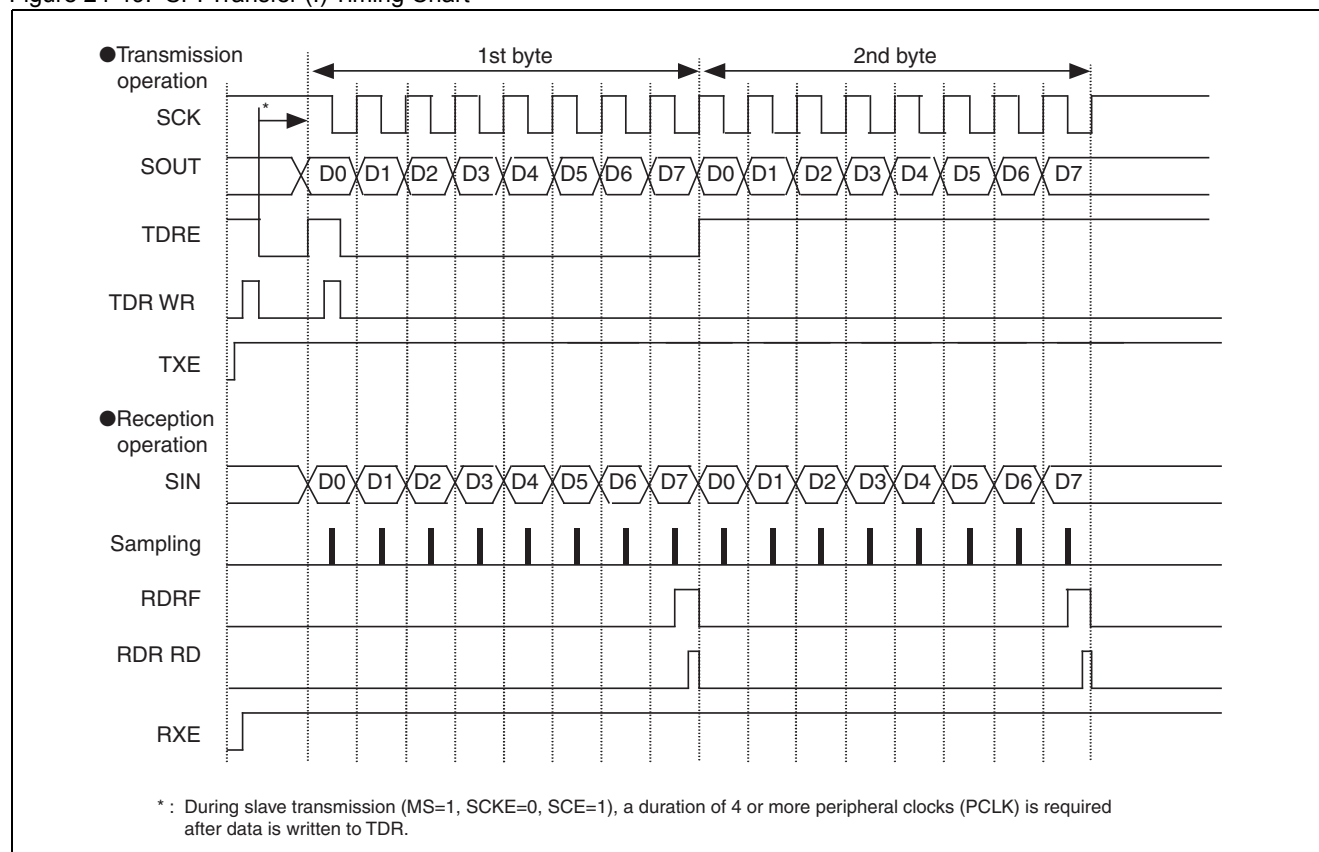 ●Transmission
operation
1st byte
2nd byte
*
SCK
SOUT
D0 D1 D2 D3 D4 D5 D6 D7 D0 D1 D2 D3 D4 D5 D6 D7
TDRE
TDR WR
TXE
●Reception
operation
SIN
D0 D1 D2 D3 D4 D5 D6 D7 D0 D1 D2 D3 D4 D5 D6 D7
Sampling
RDRF
RDR RD
RXE
* : During slave transmission (MS=1, SCKE=0, SCE=1), a duration of 4 or more peripheral clocks (PCLK) is required
after data is written to TDR.